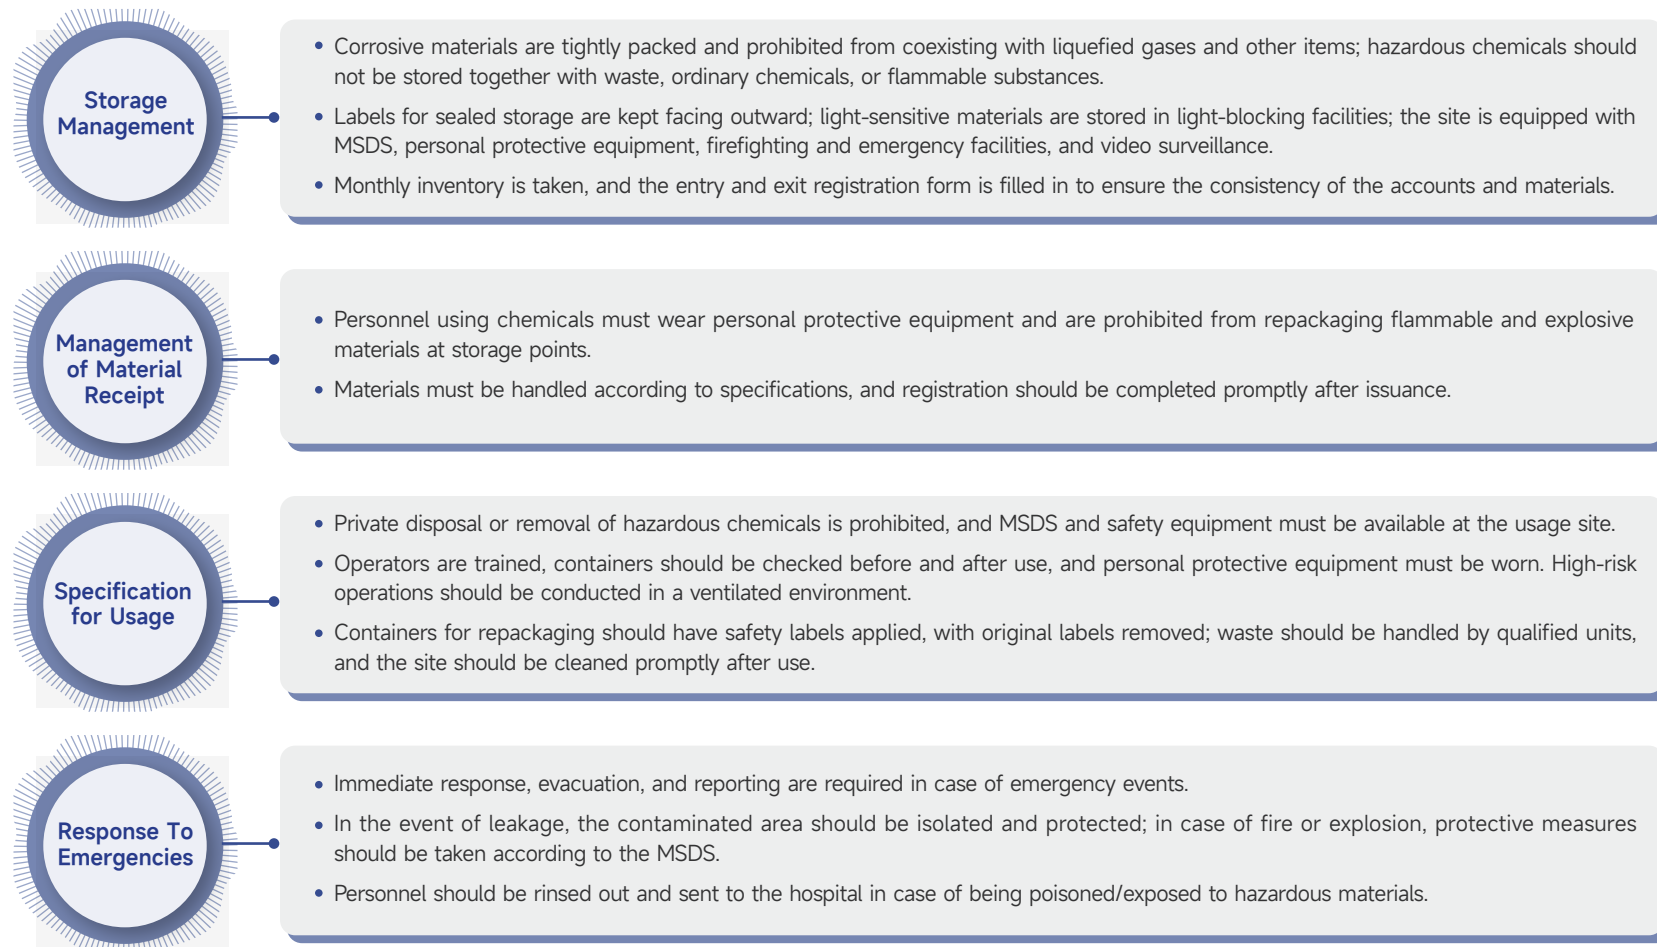 Storage
Management
• Corrosive materials are tightly packed and prohibited from coexisting with liquefied gases and other items; hazardous chemicals should
not be stored together with waste, ordinary chemicals, or flammable substances.
• Labels for sealed storage are kept facing outward; light-sensitive materials are stored in light-blocking facilities; the site is equipped with
MSDS, personal protective equipment, firefighting and emergency facilities, and video surveillance.
• Monthly inventory is taken, and the entry and exit registration form is filled in to ensure the consistency of the accounts and materials.
Management
of Material
Receipt
• Personnel using chemicals must wear personal protective equipment and are prohibited from repackaging flammable and explosive
materials at storage points.
• Materials must be handled according to specifications, and registration should be completed promptly after issuance.
Specification
for Usage
• Private disposal or removal of hazardous chemicals is prohibited, and MSDS and safety equipment must be available at the usage site.
• Operators are trained, containers should be checked before and after use, and personal protective equipment must be worn. High-risk
operations should be conducted in a ventilated environment.
• Containers for repackaging should have safety labels applied, with original labels removed; waste should be handled by qualified units,
and the site should be cleaned promptly after use.
Response To
Emergencies
• Immediate response, evacuation, and reporting are required in case of emergency events.
• In the event of leakage, the contaminated area should be isolated and protected; in case of fire or explosion, protective measures
should be taken according to the MSDS.
• Personnel should be rinsed out and sent to the hospital in case of being poisoned/exposed to hazardous materials.